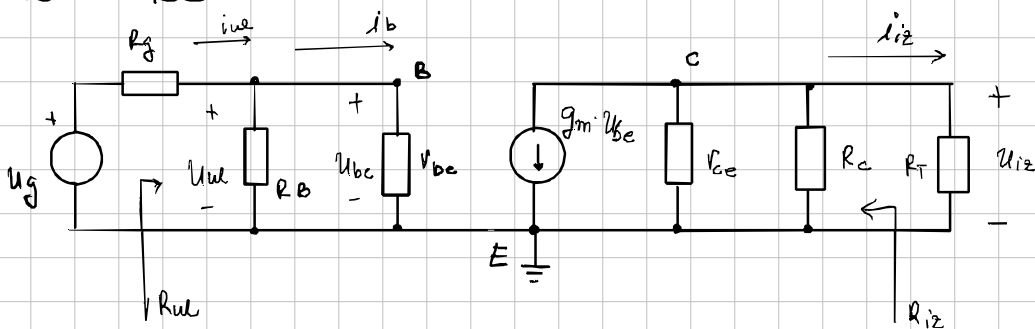 Rg
iul
ib
B
C
iiz
+
+
+
+
Ug
Uul
RB
Ube
rbe
gm·Ube
rce
Rc
RT
Uiz
-
-
-
E
Rul
Riz